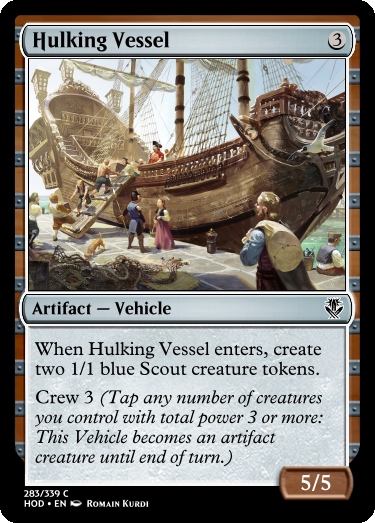 Hulking Vessel 3
Artifact — Vehicle
When Hulking Vessel enters, create
two 1/1 blue Scout creature tokens.
Crew 3 (Tap any number of creatures
you control with total power 3 or more:
This Vehicle becomes an artifact
creature until end of turn.)
5/5
283/339 C
HOD • EN Romain Kurdi